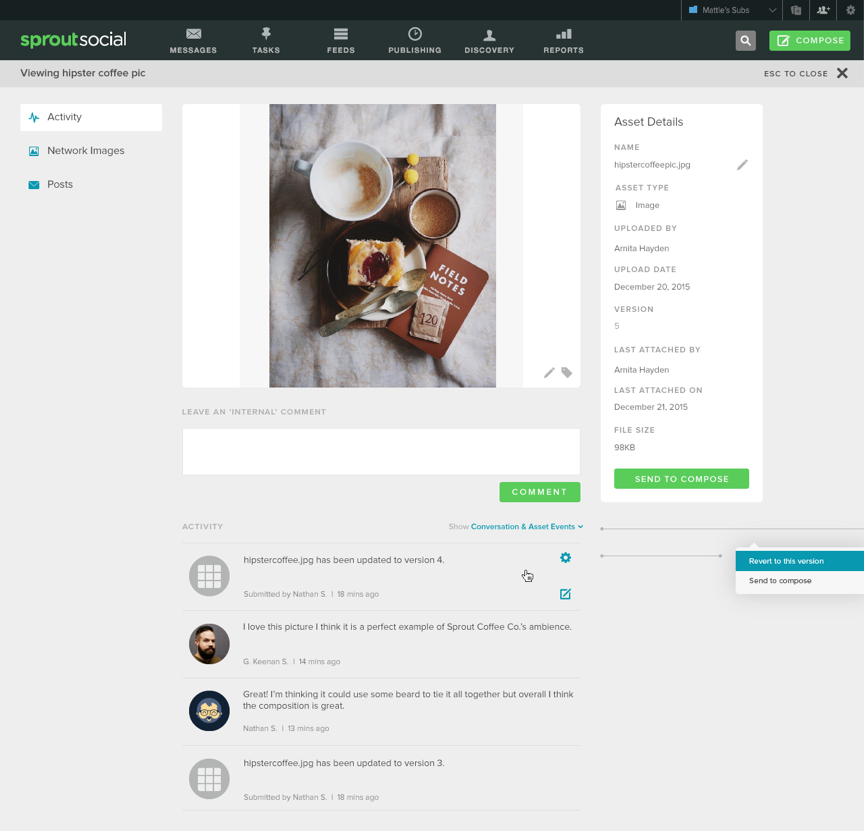 Mattie's Subs
sproutsocial
MESSAGES
TASKS
FEEDS
PUBLISHING
DISCOVERY
REPORTS
COMPOSE
Viewing hipster coffee pic
ESC TO CLOSE
Activity
Network Images
Posts
FIELD
NOTES
120
LEAVE AN 'INTERNAL' COMMENT
COMMENT
ACTIVITY
Show Conversation & Asset Events
hipstercoffee.jpg has been updated to version 4.
Submitted by Nathan S. | 18 mins ago
I love this picture I think it is a perfect example of Sprout Coffee Co.'s ambience.
G. Keenan S. | 14 mins ago
Great! I'm thinking it could use some beard to tie it all together but overall I think
the composition is great.
Nathan S. | 13 mins ago
hipstercoffee.jpg has been updated to version 3.
Submitted by Nathan S. | 18 mins ago
Asset Details
NAME
hipstercoffeepic.jpg
ASSET TYPE
Image
UPLOADED BY
Arnita Hayden
UPLOAD DATE
December 20, 2015
VERSION
5
LAST ATTACHED BY
Arnita Hayden
LAST ATTACHED ON
December 21, 2015
FILE SIZE
98KB
SEND TO COMPOSE
Revert to this version
Send to compose